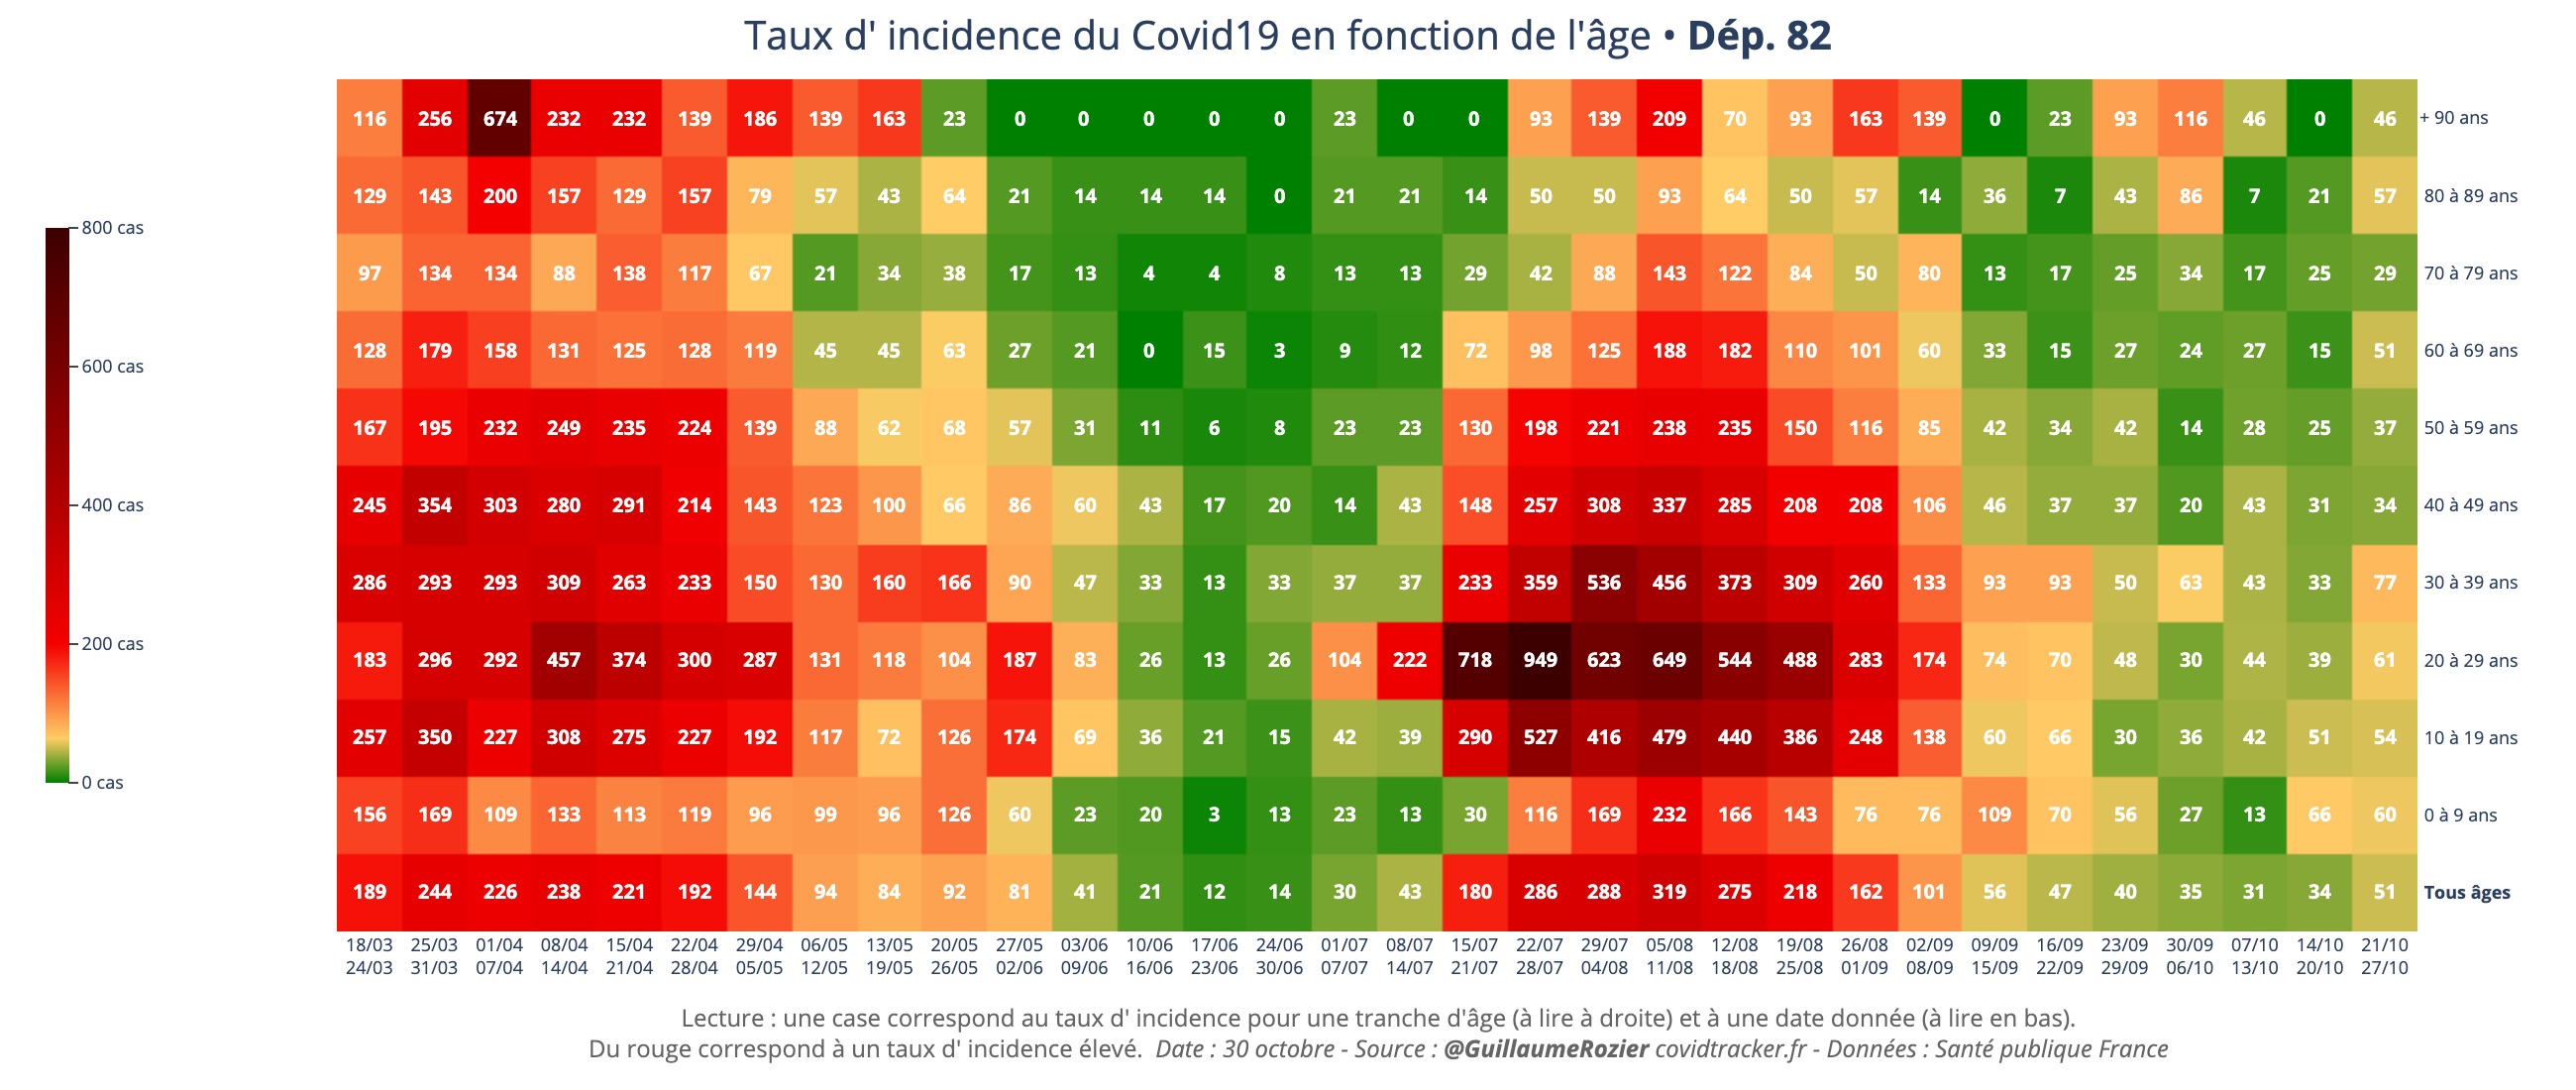 Taux d' incidence du Covid19 en fonction de l'âge • Dép. 82
116 256 674 232 232 139 186 139 163 23 0 0 0 0 0 23 0 0 93 139 209 70 93 163 139 0 23 93 116 46 0 46 + 90 ans
129 143 200 157 129 157 79 57 43 64 21 14 14 14 0 21 21 14 50 50 93 64 50 57 14 36 7 43 86 7 21 57 80 à 89 ans
97 134 134 88 138 117 67 21 34 38 17 13 4 4 8 13 13 29 42 88 143 122 84 50 80 13 17 25 34 17 25 29 70 à 79 ans
128 179 158 131 125 128 119 45 45 63 27 21 0 15 3 9 12 72 98 125 188 182 110 101 60 33 15 27 24 27 15 51 60 à 69 ans
167 195 232 249 235 224 139 88 62 68 57 31 11 6 8 23 23 130 198 221 238 235 150 116 85 42 34 42 14 28 25 37 50 à 59 ans
245 354 303 280 291 214 143 123 100 66 86 60 43 17 20 14 43 148 257 308 337 285 208 208 106 46 37 37 20 43 31 34 40 à 49 ans
286 293 293 309 263 233 150 130 160 166 90 47 33 13 33 37 37 233 359 536 456 373 309 260 133 93 93 50 63 43 33 77 30 à 39 ans
183 296 292 457 374 300 287 131 118 104 187 83 26 13 26 104 222 718 949 623 649 544 488 283 174 74 70 48 30 44 39 61 20 à 29 ans
257 350 227 308 275 227 192 117 72 126 174 69 36 21 15 42 39 290 527 416 479 440 386 248 138 60 66 30 36 42 51 54 10 à 19 ans
156 169 109 133 113 119 96 99 96 126 60 23 20 3 13 23 13 30 116 169 232 166 143 76 76 109 70 56 27 13 66 60 0 à 9 ans
189 244 226 238 221 192 144 94 84 92 81 41 21 12 14 30 43 180 286 288 319 275 218 162 101 56 47 40 35 31 34 51 Tous âges
18/03 25/03 01/04 08/04 15/04 22/04 29/04 06/05 13/05 20/05 27/05 03/06 10/06 17/06 24/06 01/07 08/07 15/07 22/07 29/07 05/08 12/08 19/08 26/08 02/09 09/09 16/09 23/09 30/09 07/10 14/10 21/10
24/03 31/03 07/04 14/04 21/04 28/04 05/05 12/05 19/05 26/05 02/06 09/06 16/06 23/06 30/06 07/07 14/07 21/07 28/07 04/08 11/08 18/08 25/08 01/09 08/09 15/09 22/09 29/09 06/10 13/10 20/10 27/10
800 cas
600 cas
400 cas
200 cas
0 cas
Lecture : une case correspond au taux d' incidence pour une tranche d'âge (à lire à droite) et à une date donnée (à lire en bas).
Du rouge correspond à un taux d' incidence élevé. Date : 30 octobre - Source : @GuillaumeRozier covidtracker.fr - Données : Santé publique France